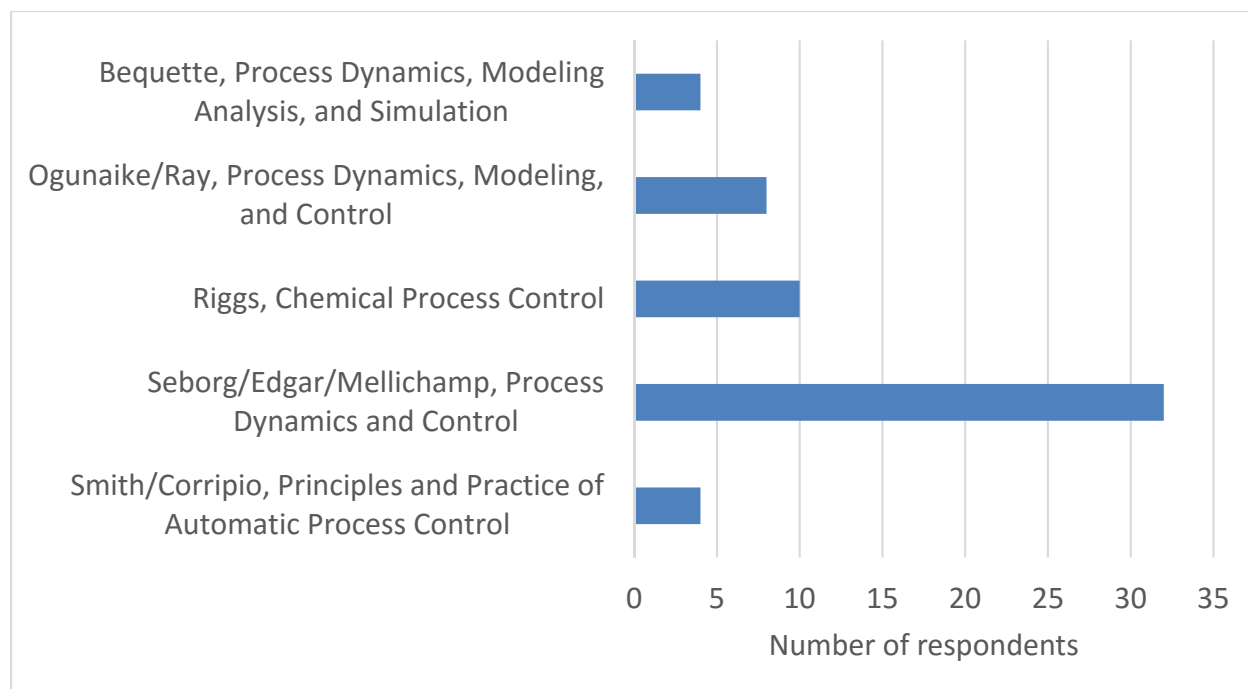 Bequette, Process Dynamics, Modeling
Analysis, and Simulation
Ogunaike/Ray, Process Dynamics, Modeling,
and Control
Riggs, Chemical Process Control
Seborg/Edgar/Mellichamp, Process
Dynamics and Control
Smith/Corripio, Principles and Practice of
Automatic Process Control
0 5 10 15 20 25 30 35
Number of respondents